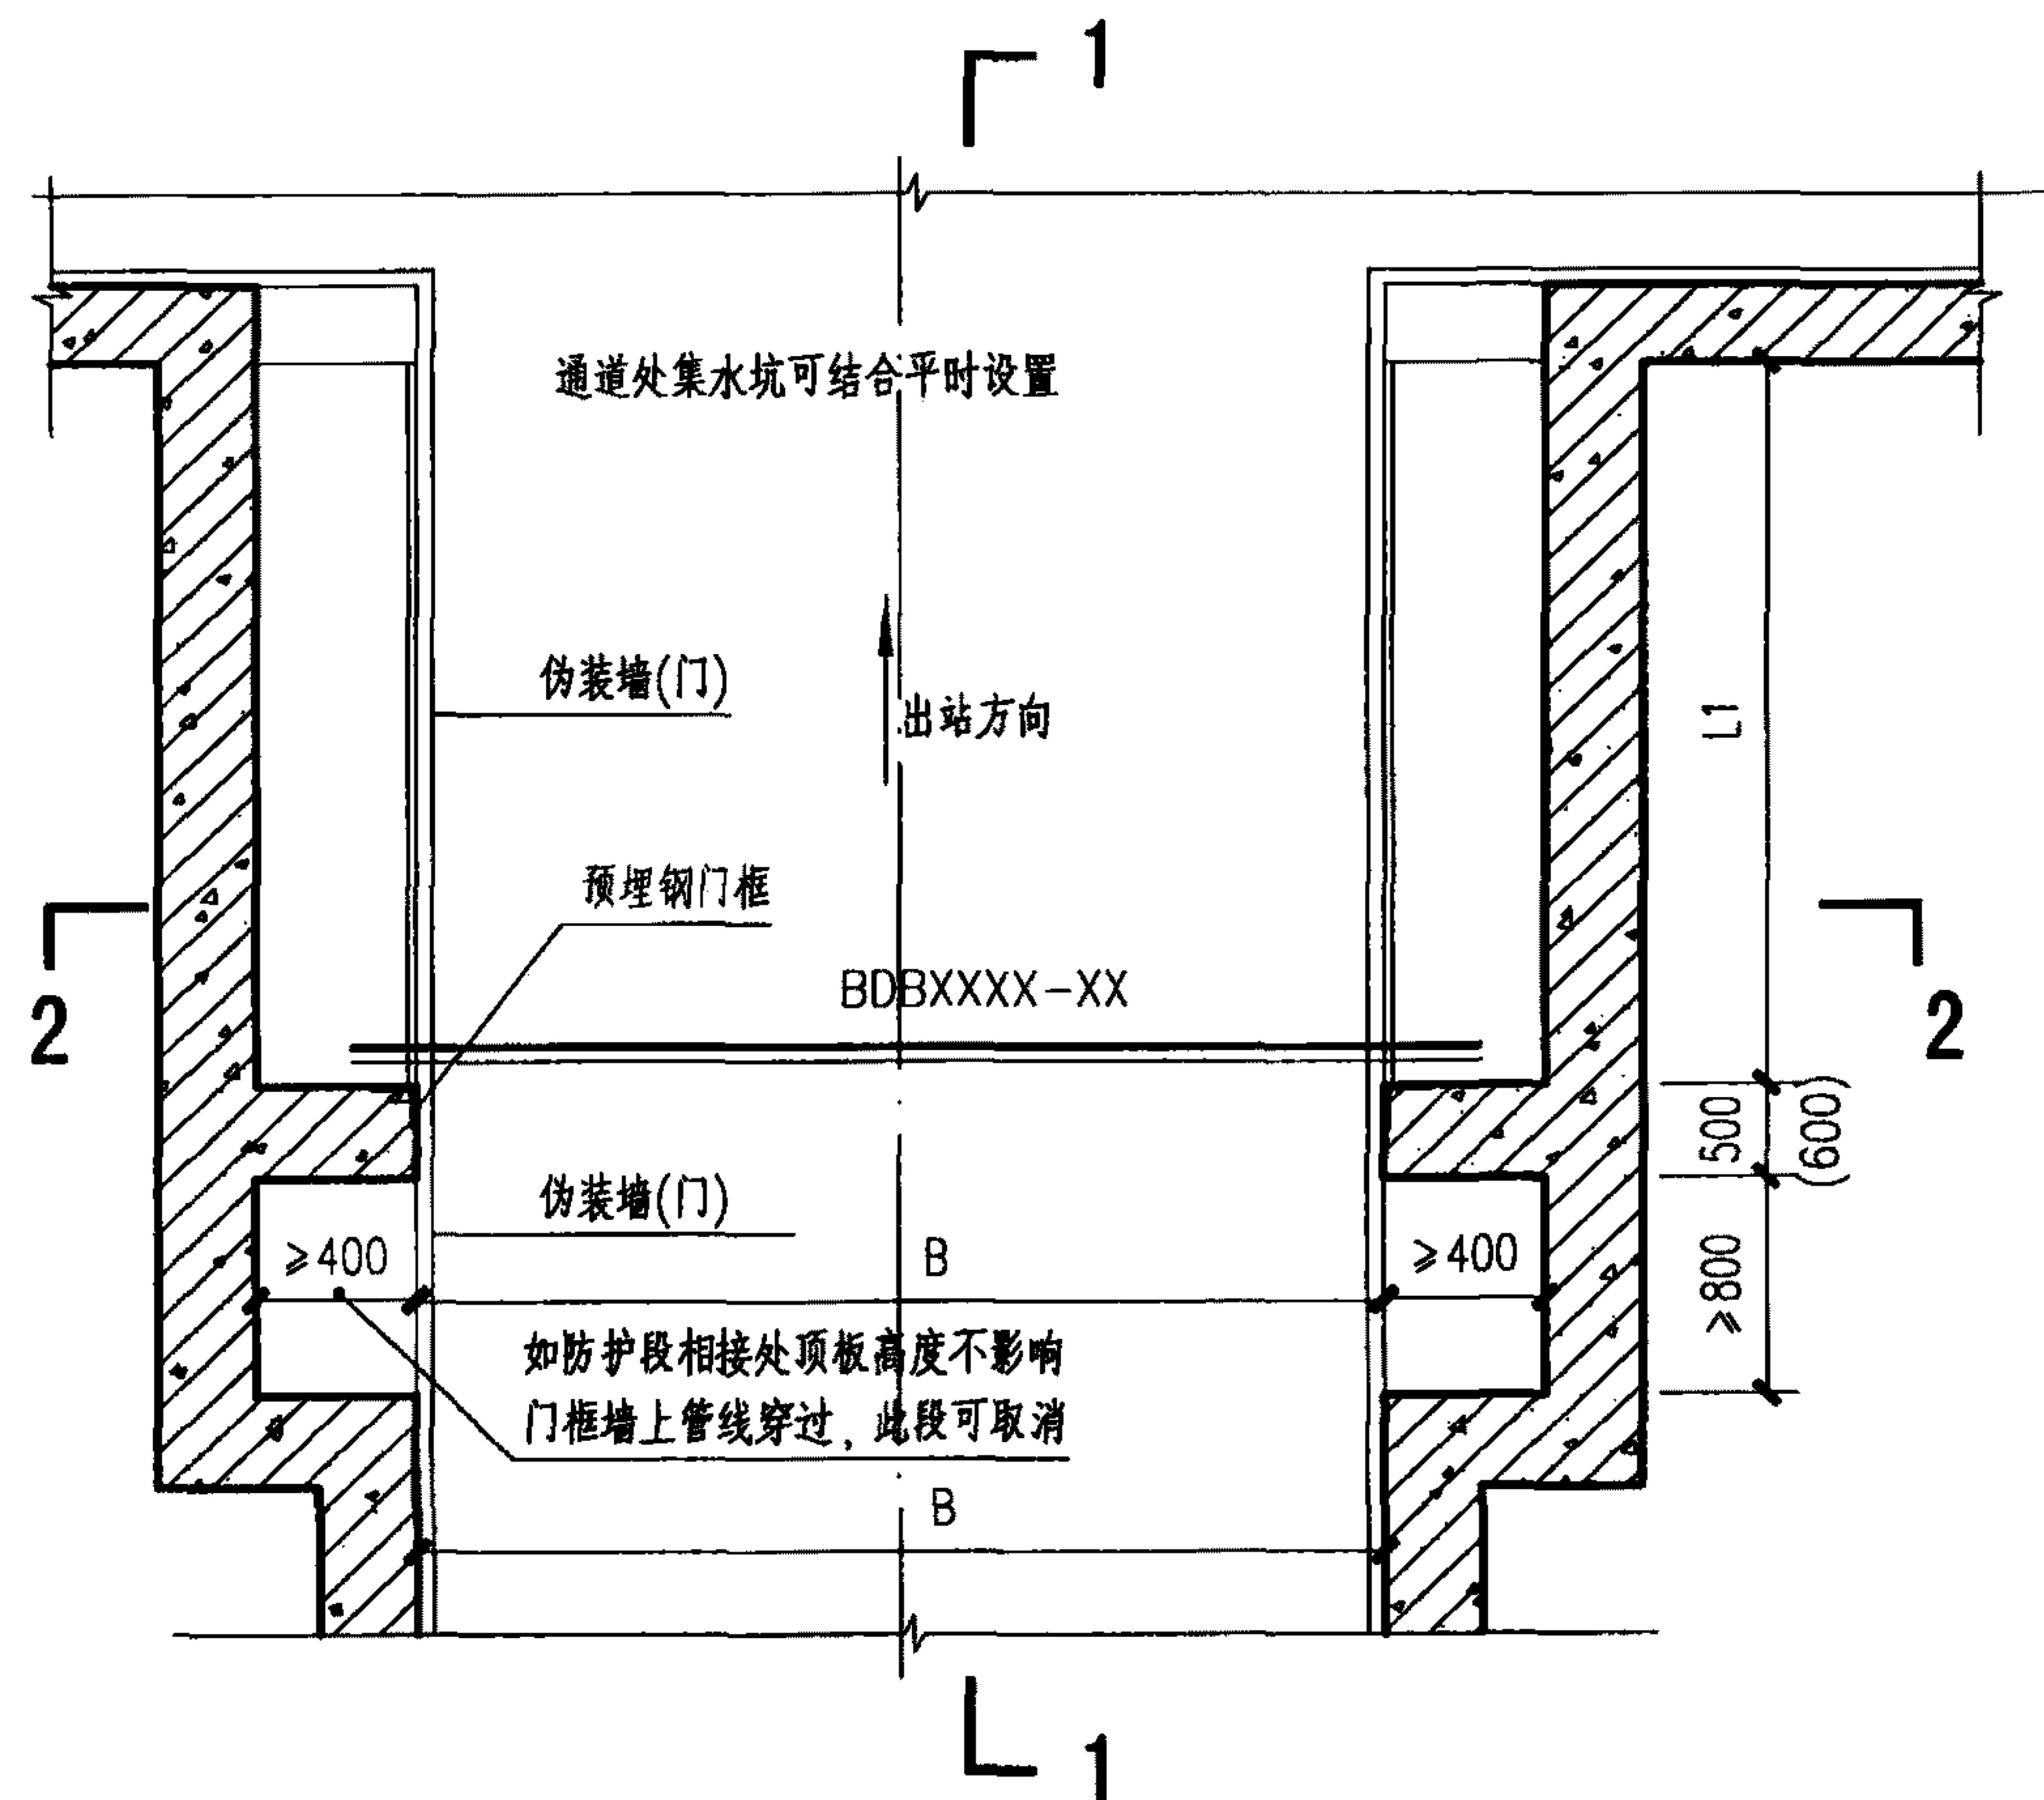 1
通道处集水坑可结合平时设置
伪装墙(门)
出站方向
L1
预埋钢门框
BDBXXXX-XX
2
2
500
(600)
伪装墙(门)
≥400
B
≥400
≥800
如防护段相接处顶板高度不影响
门框墙上管线穿过，此段可取消
B
1